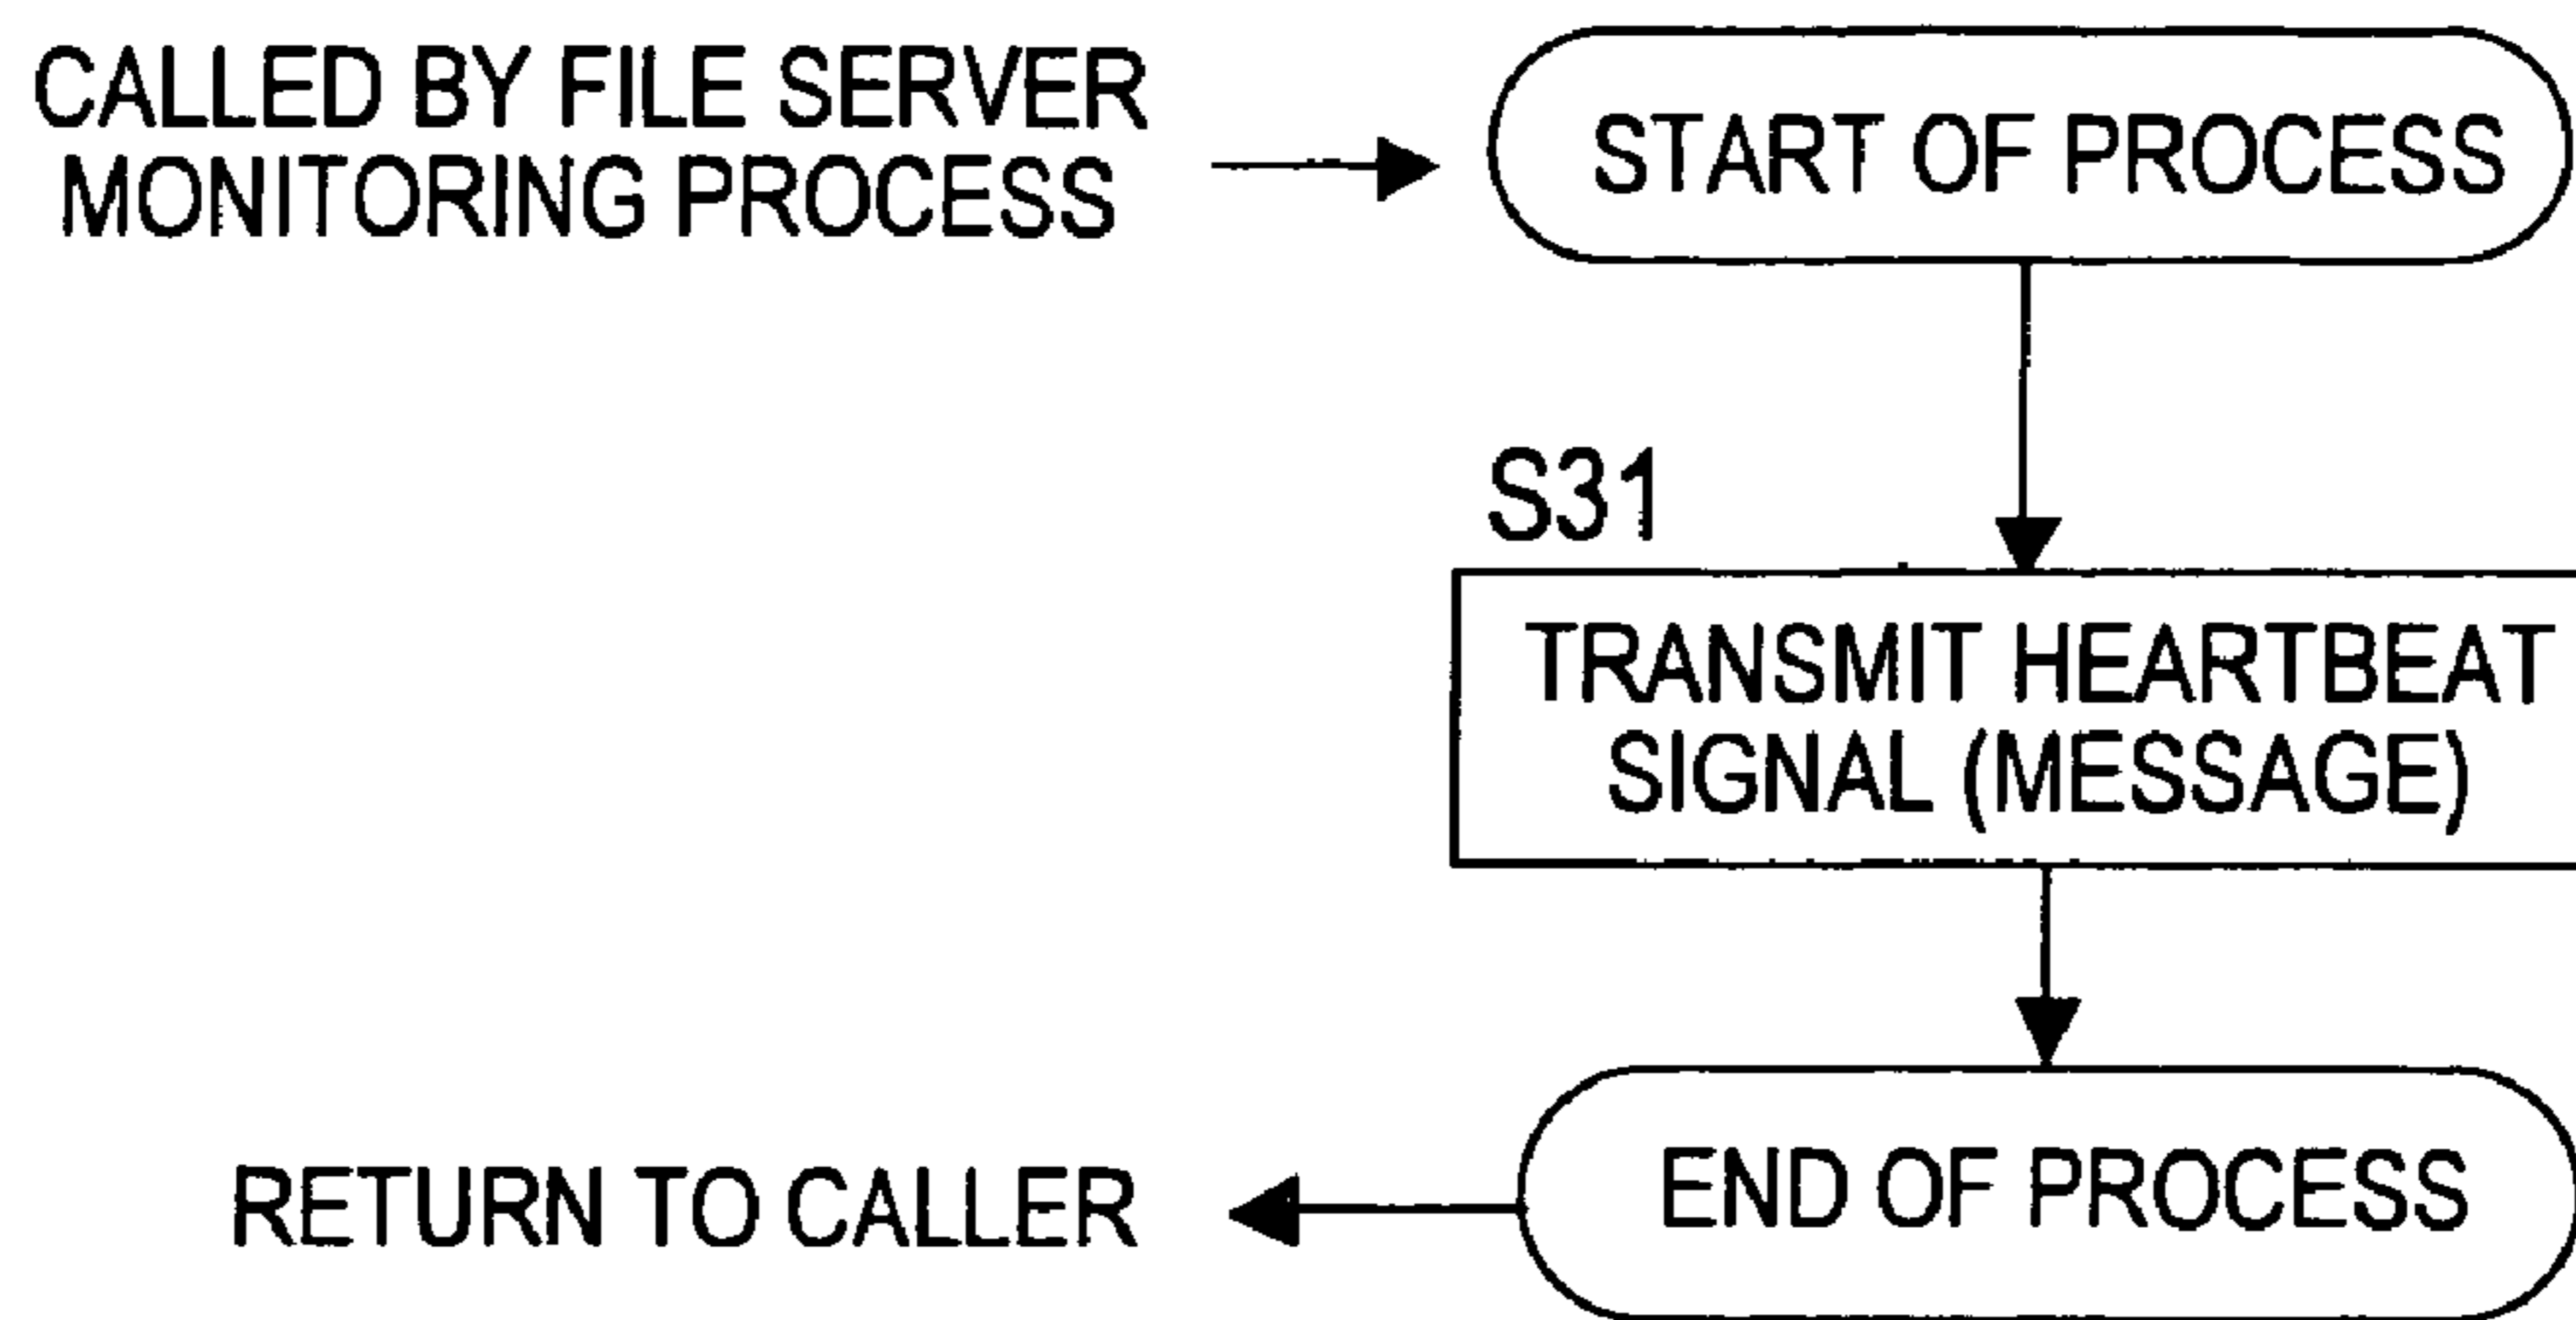 CALLED BY FILE SERVER
MONITORING PROCESS
START OF PROCESS
S31
TRANSMIT HEARTBEAT
SIGNAL (MESSAGE)
END OF PROCESS
RETURN TO CALLER